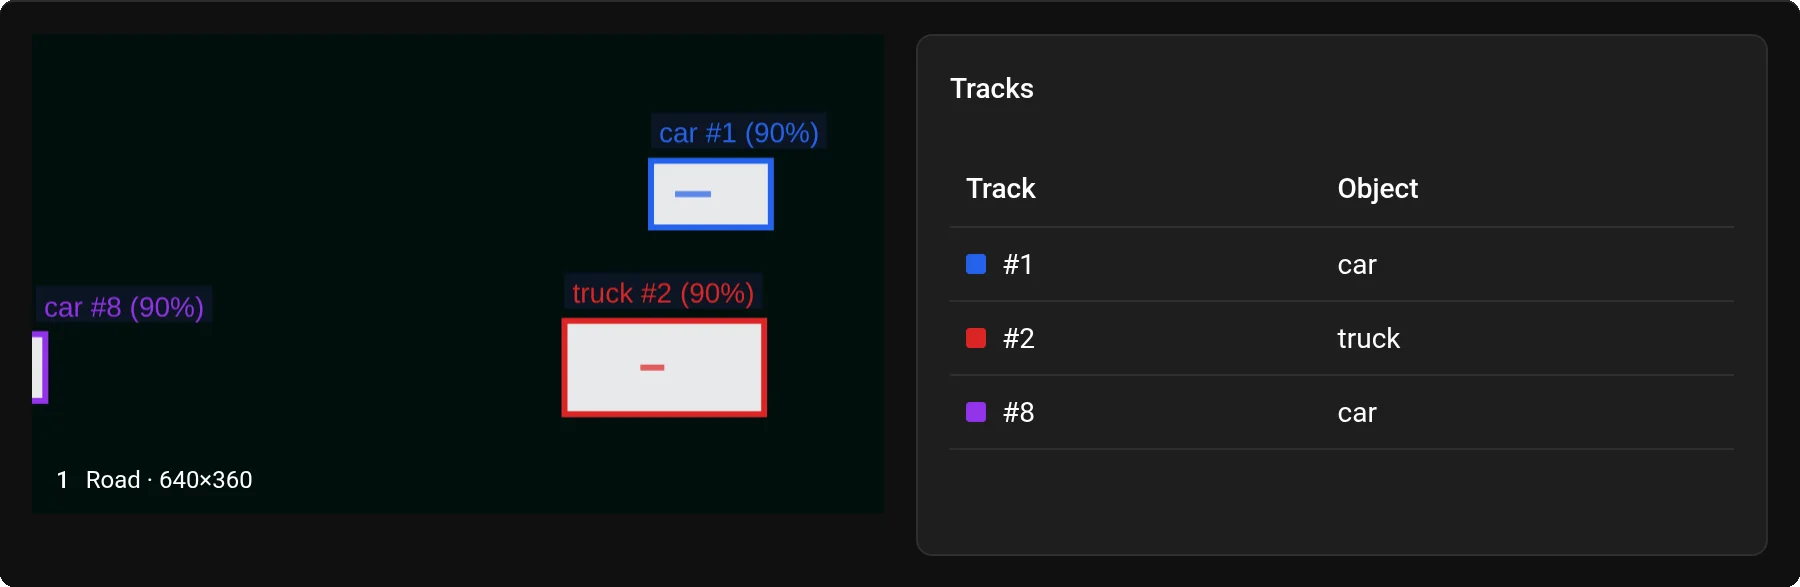 car #1 (90%)
truck #2 (90%)
car #8 (90%)
1 Road · 640×360
Tracks
Track Object
#1 car
#2 truck
#8 car